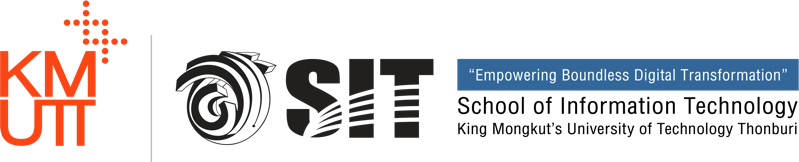 KM
UTT
SIT
“Empowering Boundless Digital Transformation”
School of Information Technology
King Mongkut's University of Technology Thonburi